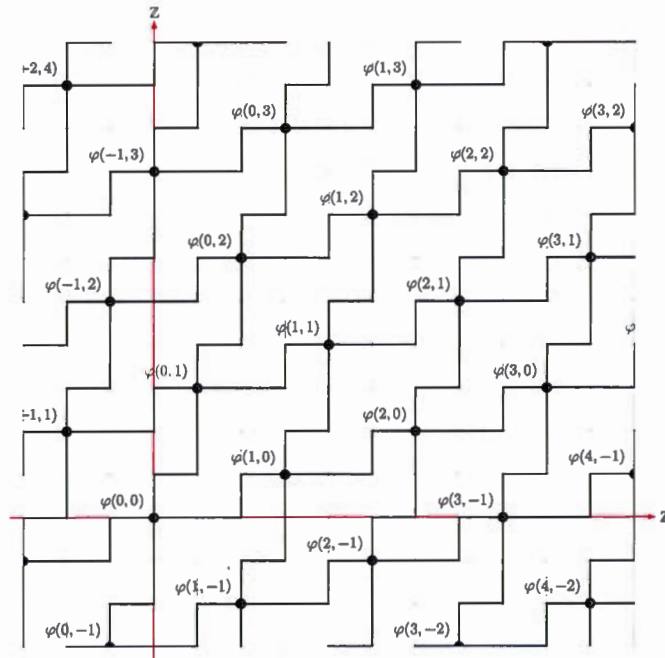 Z
-2, 4)
φ(1, 3)
φ(0, 3)
φ(3, 2)
φ(−1, 3)
φ(2, 2)
φ(1, 2)
φ(0, 2)
φ(3, 1)
φ(−1, 2)
φ(2, 1)
φ(1, 1)
φ
φ(0, 1)
φ(3, 0)
-1, 1)
φ(2, 0)
φ(1, 0)
φ(4, −1)
φ(0, 0)
φ(3, −1)
Z
φ(2, −1)
φ(1, −1)
φ(4, −2)
φ(0, −1)
φ(3, −2)